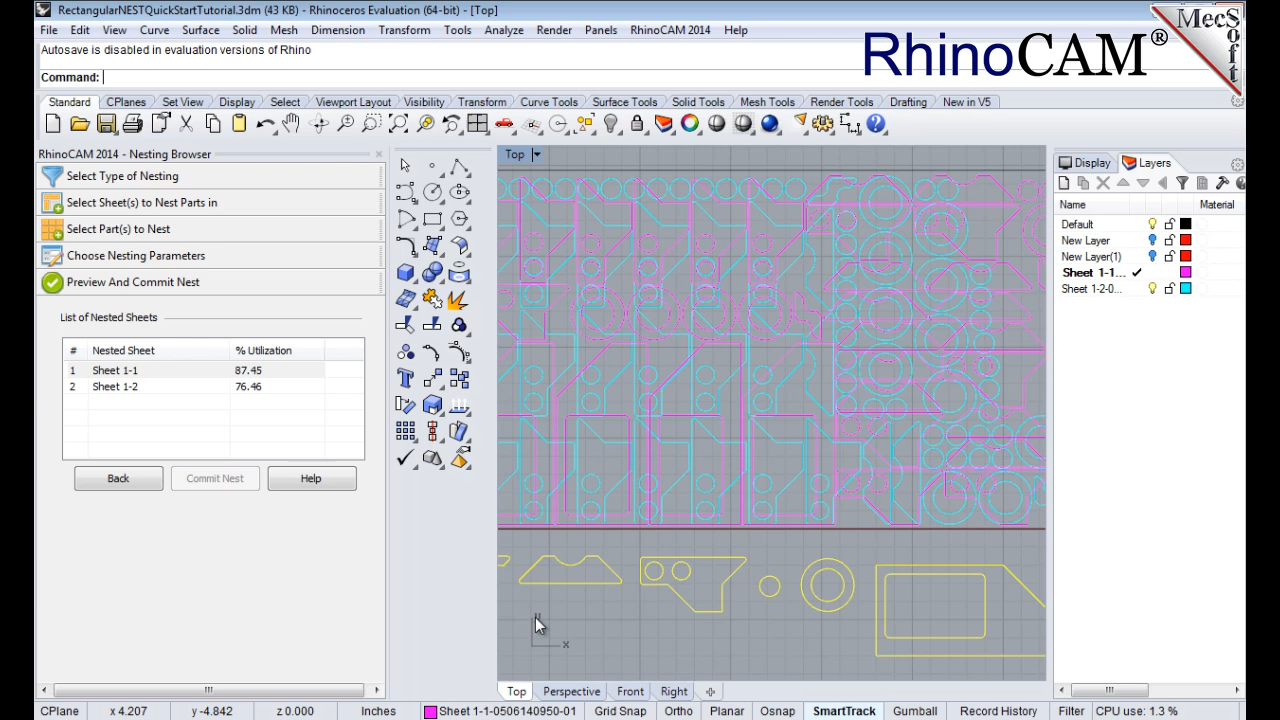 RectangularNESTQuickStartTutorial.3dm (43 KB) - Rhinoceros Evaluation (64-bit) - [Top]
File Edit View Curve Surface Solid Mesh Dimension Transform Tools Analyze Render Panels RhinoCAM 2014 Help
Autosave is disabled in evaluation versions of Rhino
Command:
RhinoCAM®
MecSoft
Standard CPlanes Set View Display Select Viewport Layout Visibility Transform Curve Tools Surface Tools Solid Tools Mesh Tools Render Tools Drafting New in V5
RhinoCAM 2014 - Nesting Browser
Select Type of Nesting
Select Sheet(s) to Nest Parts in
Select Part(s) to Nest
Choose Nesting Parameters
Preview And Commit Nest
List of Nested Sheets
# Nested Sheet % Utilization
1 Sheet 1-1 87.45
2 Sheet 1-2 76.46
Back Commit Nest Help
Top
x
Top Perspective Front Right
Display Layers
Name Material
Default
New Layer
New Layer(1)
Sheet 1-1...
Sheet 1-2-0...
CPlane x 4.207 y -4.842 z 0.000 Inches Sheet 1-1-0506140950-01 Grid Snap Ortho Planar Osnap SmartTrack Gumball Record History Filter CPU use: 1.3 %